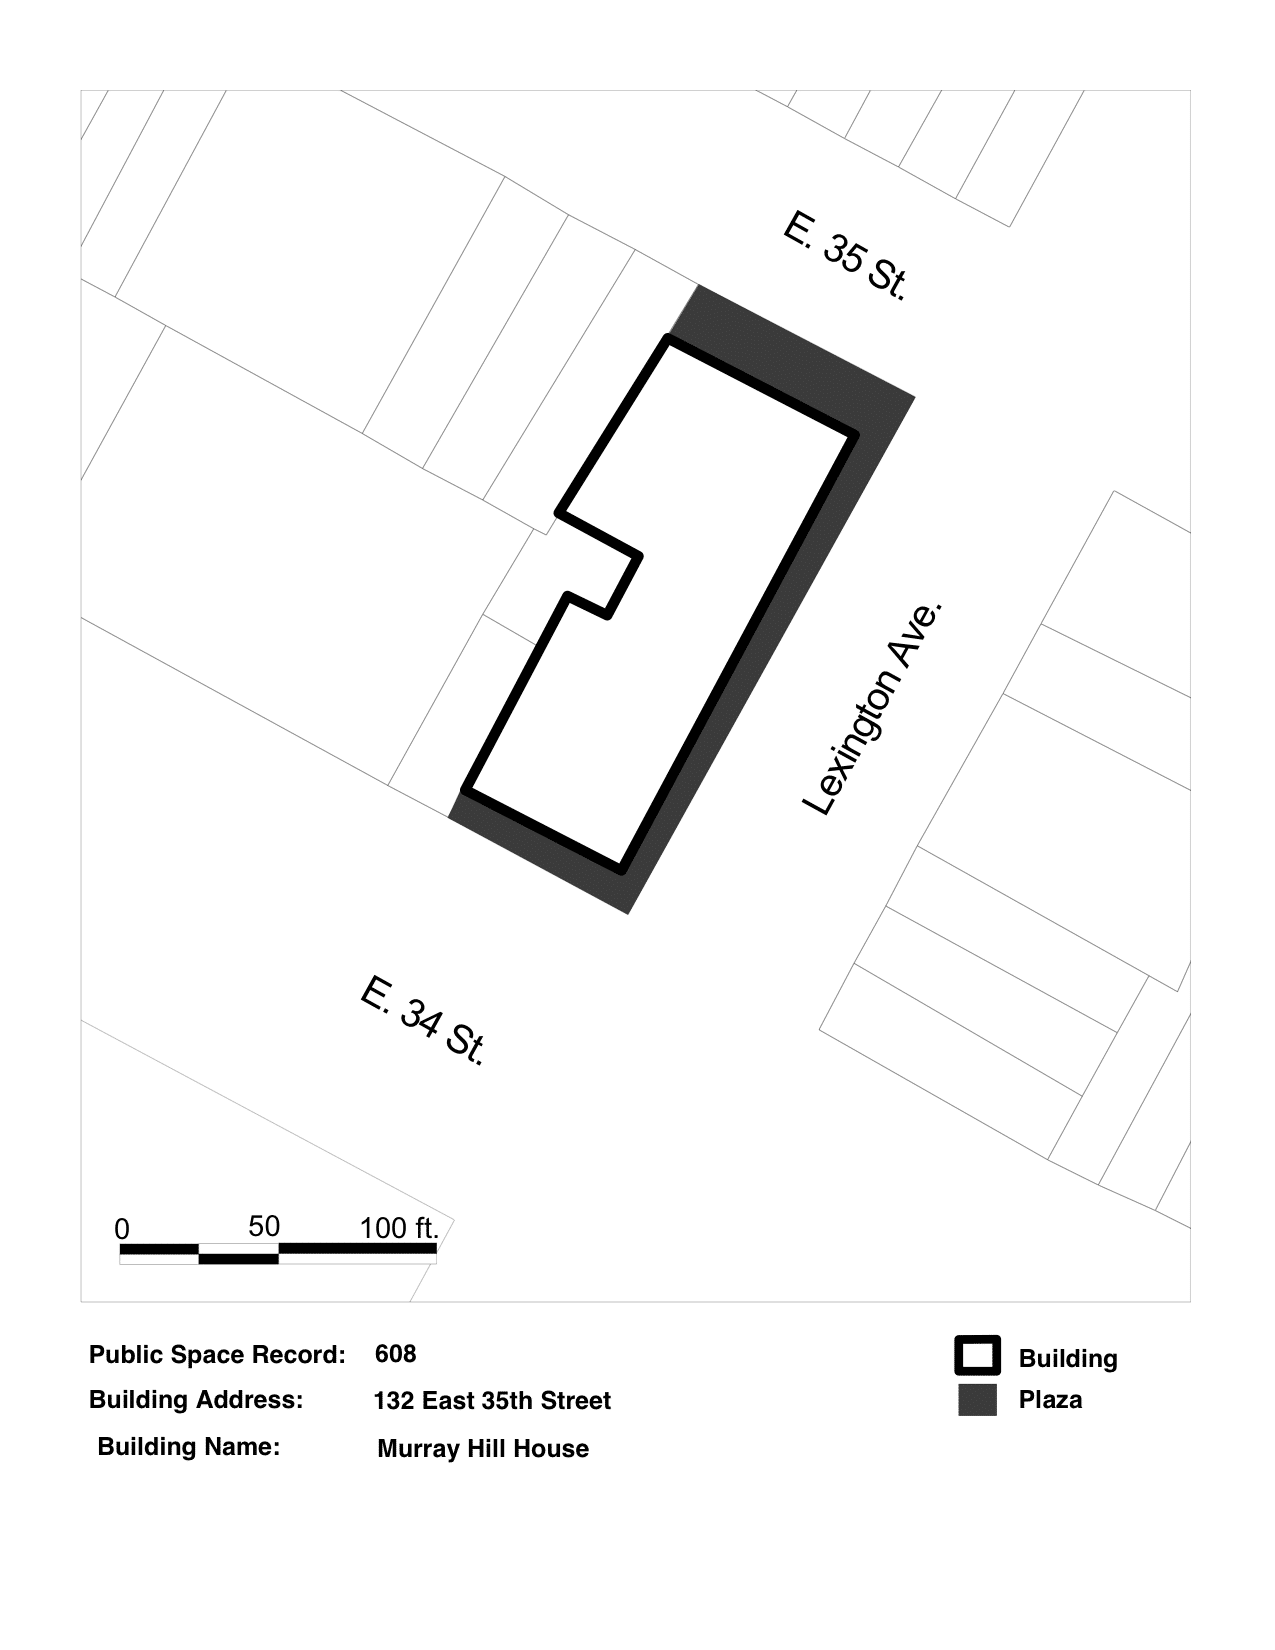 E. 35 St.
Lexington Ave.
E. 34 St.
0 50 100 ft.
Public Space Record: 608
Building Address: 132 East 35th Street
Building Name: Murray Hill House
Building
Plaza